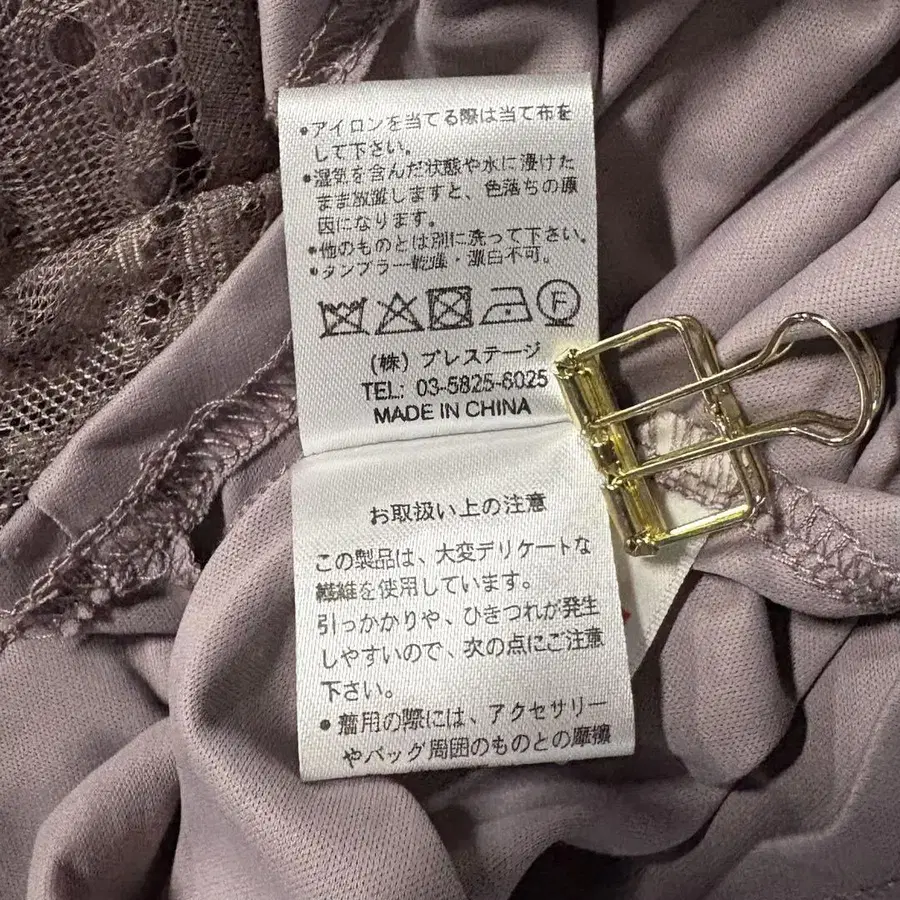 •アイロンを当てる際は当て布を
して下さい。
•湿気を含んだ状態や水に浸けた
まま放置しますと、色落ちの原
因になります。
•他のものとは別に洗って下さい。
•タンブラー乾燥・漂白不可。
F
(株) プレステージ
TEL: 03-5825-6025
MADE IN CHINA
お取扱い上の注意
この製品は、大変デリケートな
繊維を使用しています。
引っかかりや、ひきつれが発生
しやすいので、次の点にご注意
下さい。
•着用の際には、アクセサリー
やバッグ周囲のものとの摩擦